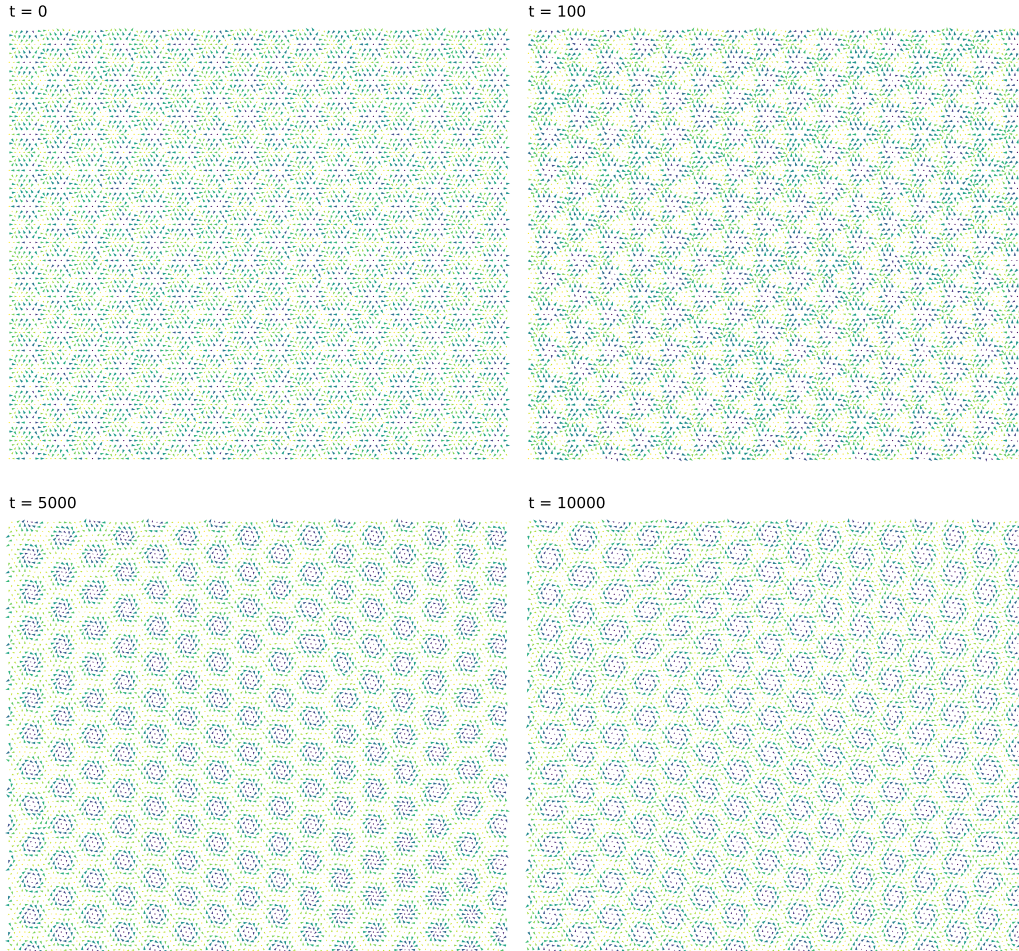 t = 0
t = 100
t = 5000
t = 10000